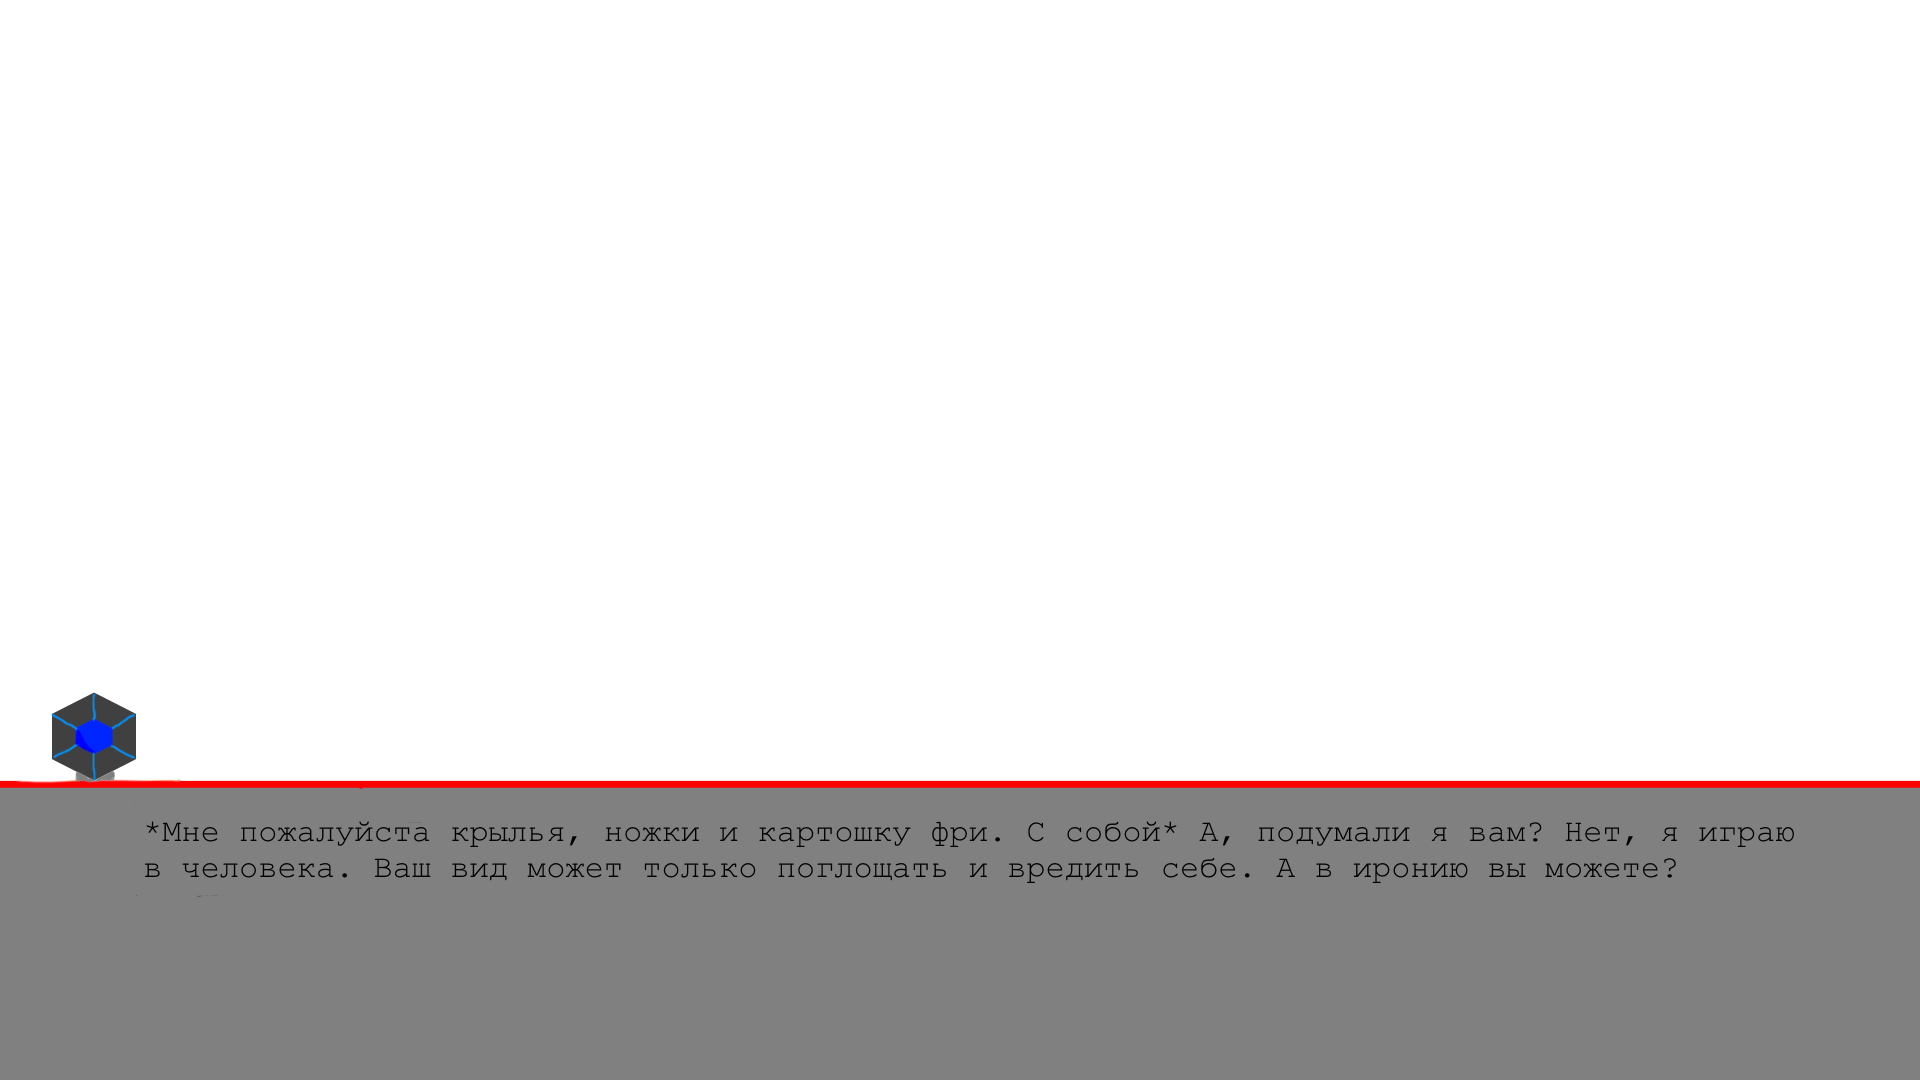 *Мне пожалуйста крылья, ножки и картошку фри. С собой* А, подумали я вам? Нет, я играю
в человека. Ваш вид может только поглощать и вредить себе. А в иронию вы можете?